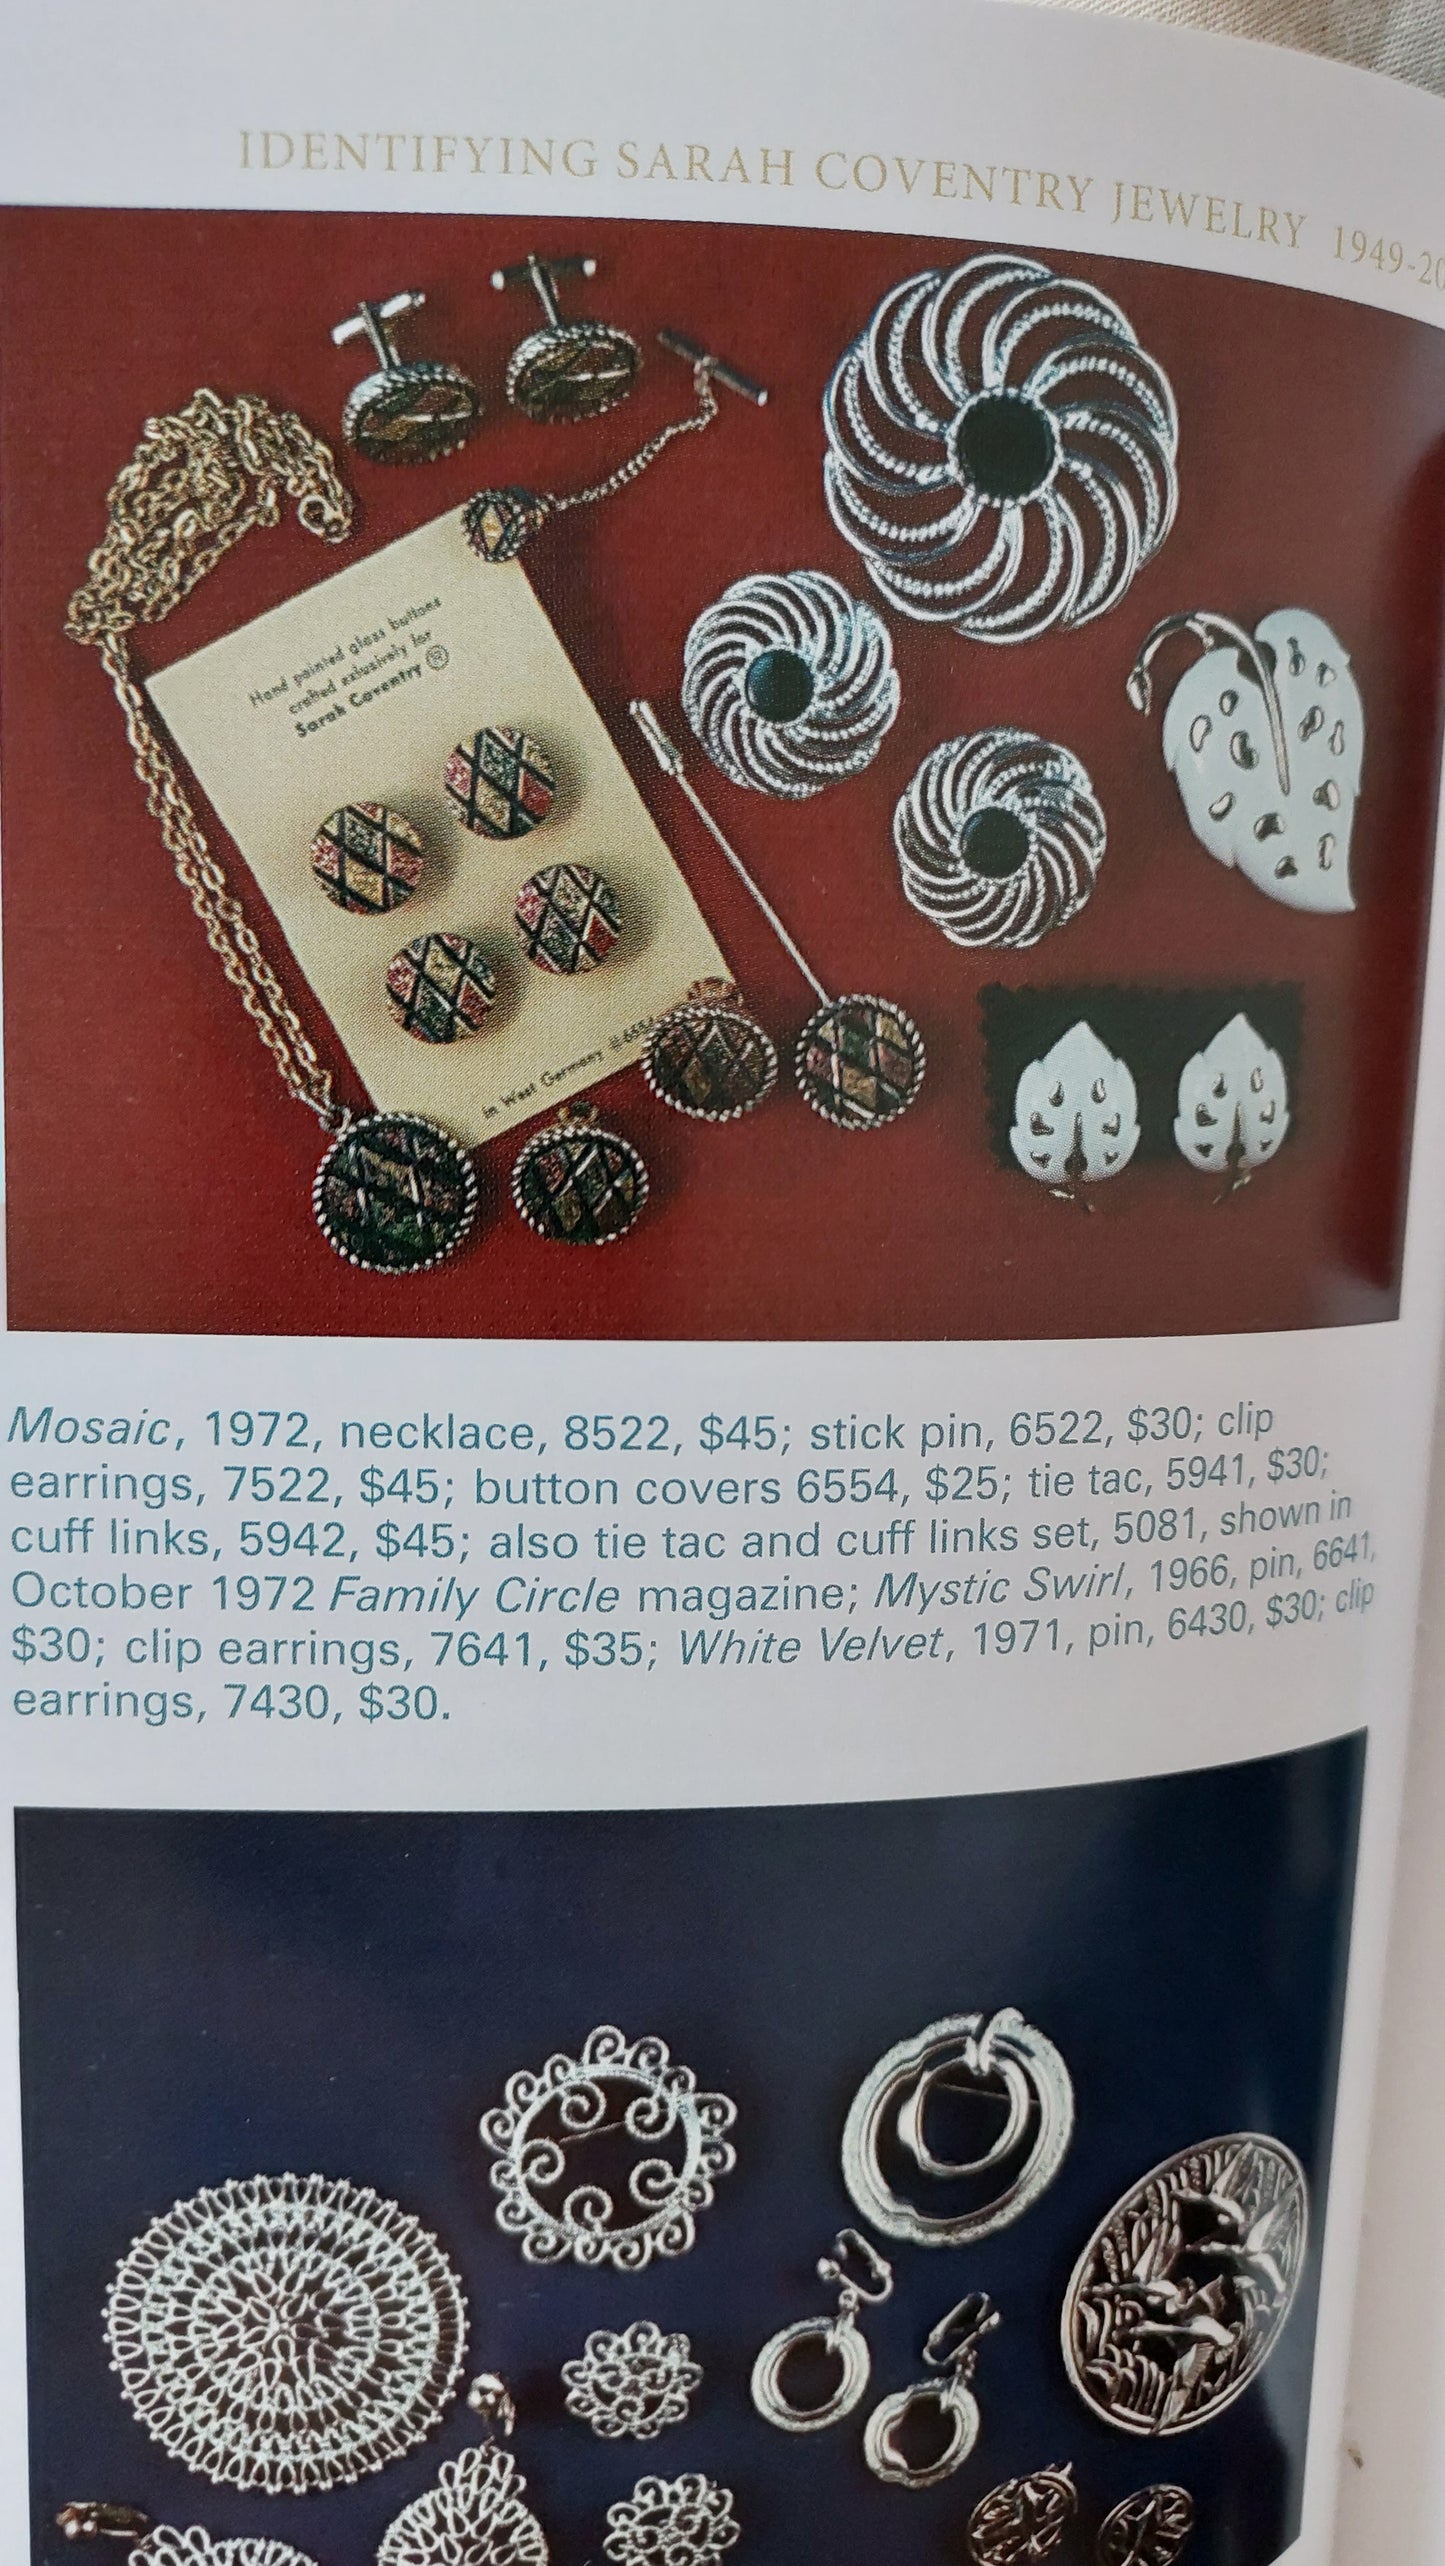 IDENTIFYING SARAH COVENTRY JEWELRY 1949-20
Hand painted glass buttons
crafted exlusively for
Sarah Coventry ®
in West Germany #655
Mosaic, 1972, necklace, 8522, $45; stick pin, 6522, $30; clip
earrings, 7522, $45; button covers 6554, $25; tie tac, 5941, $30;
cuff links, 5942, $45; also tie tac and cuff links set, 5081, shown in
October 1972 Family Circle magazine; Mystic Swirl, 1966, pin, 6641,
$30; clip earrings, 7641, $35; White Velvet, 1971, pin, 6430, $30; clip
earrings, 7430, $30.